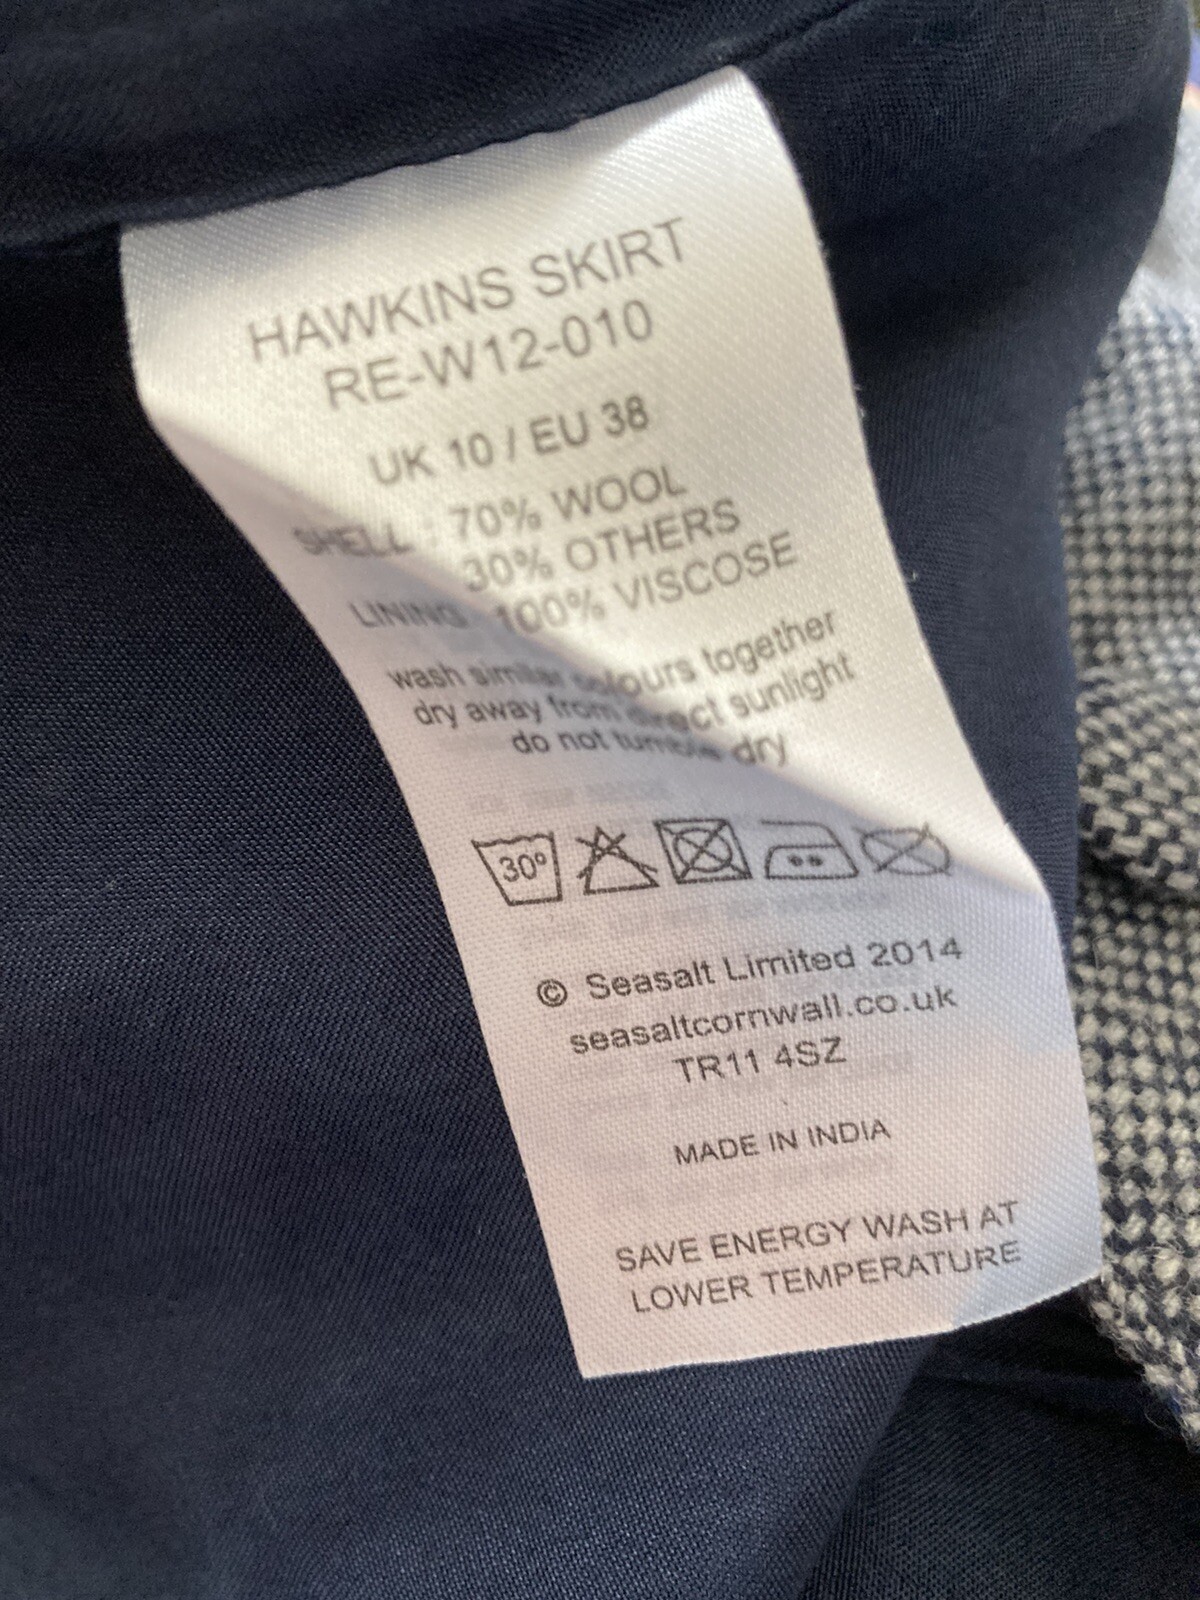 HAWKINS SKIRT
RE-W12-010
UK 10 / EU 38
SHELL : 70% WOOL
30% OTHERS
LINING 100% VISCOSE
wash similar colours together
dry away from direct sunlight
do not tumble dry
30°
© Seasalt Limited 2014
seasaltcornwall.co.uk
TR11 4SZ
MADE IN INDIA
SAVE ENERGY WASH AT
LOWER TEMPERATURE